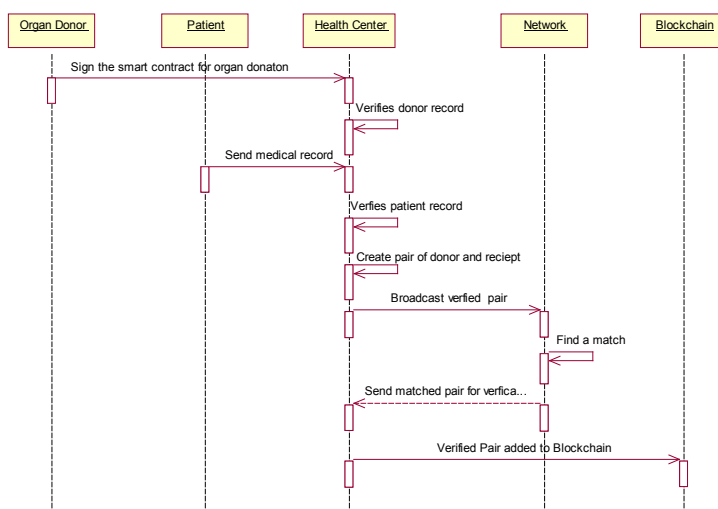 Organ Donor
Patient
Health Center
Network
Blockchain
Sign the smart contract for organ donaton
Verifies donor record
Send medical record
Verfies patient record
Create pair of donor and reciept
Broadcast verfied pair
Find a match
Send matched pair for verfica...
Verified Pair added to Blockchain